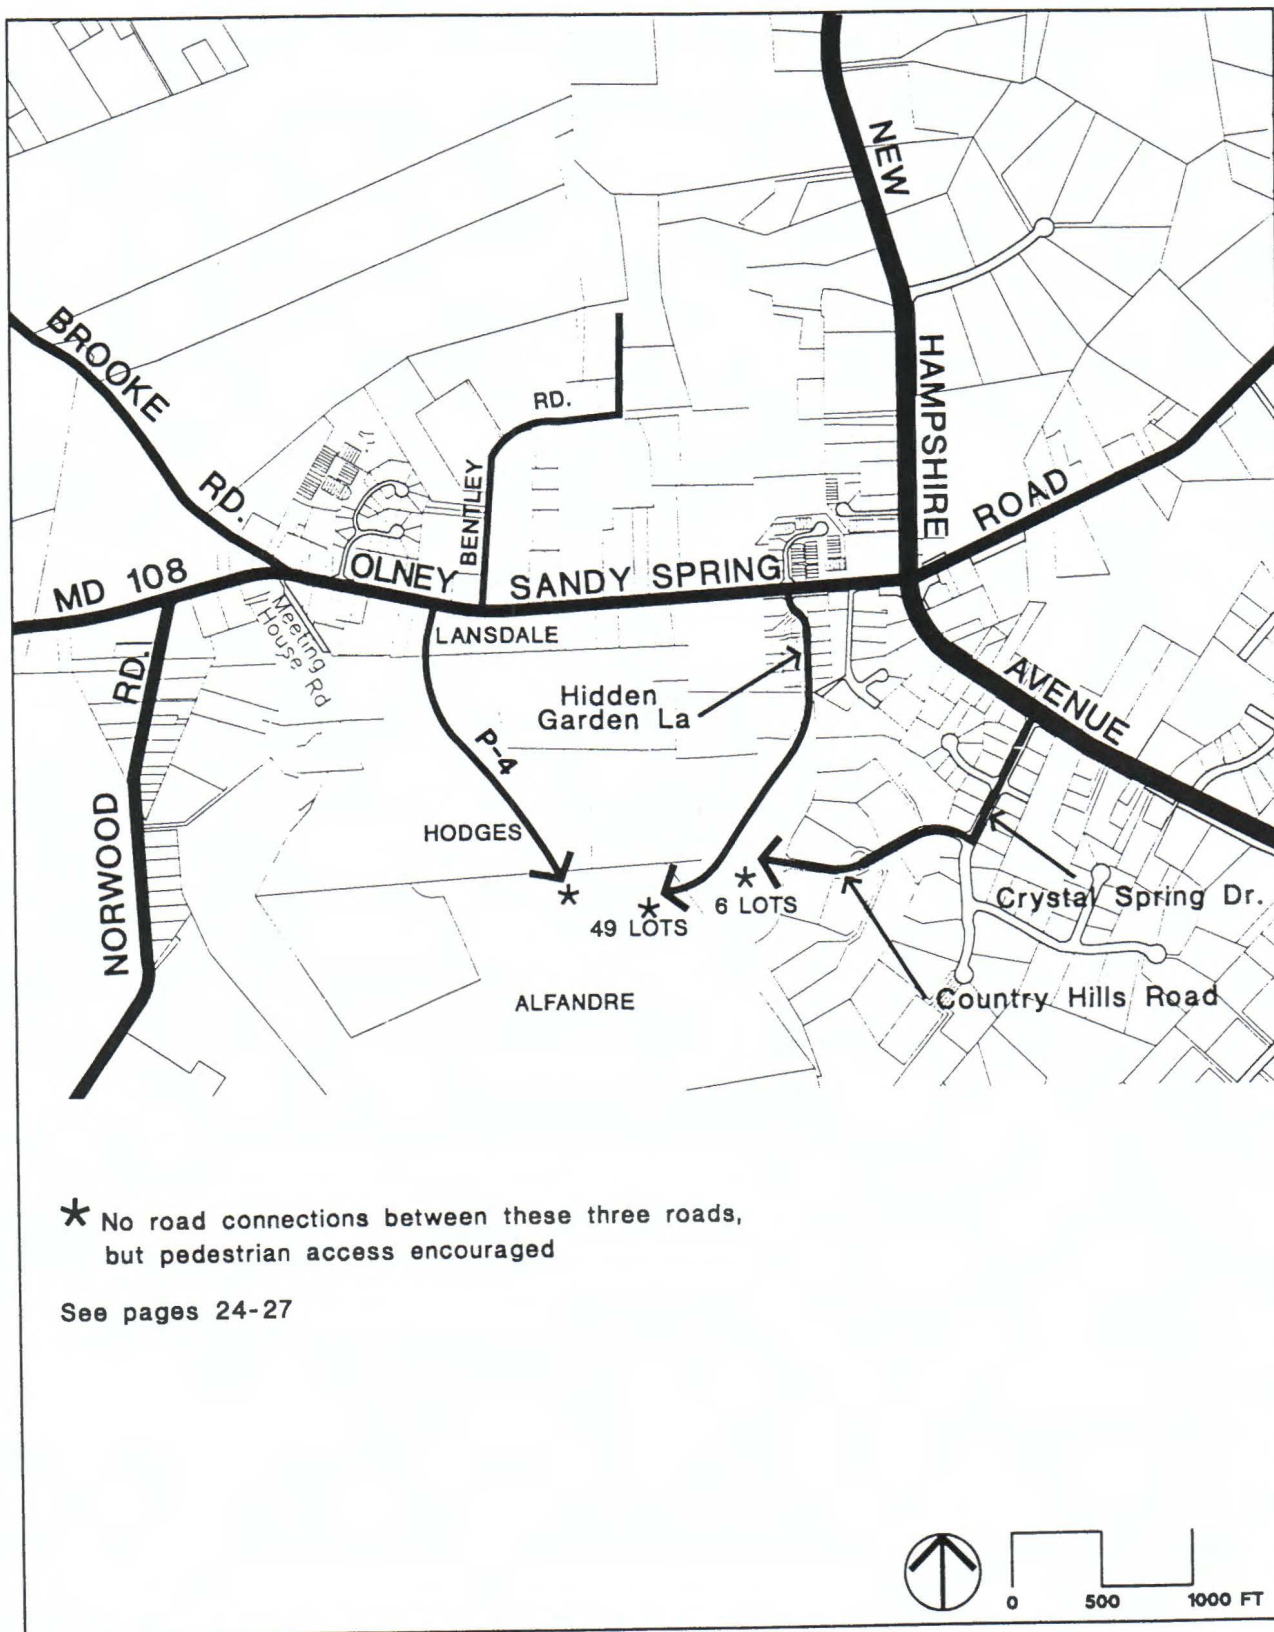 NEW
HAMPSHIRE
AVENUE
BROOKE
RD.
RD.
BENTLEY
ROAD
MD 108
OLNEY
SANDY SPRING
Meeting
House Rd
LANSDALE
RD.
NORWOOD
Hidden
Garden La
P-4
HODGES
49 LOTS
6 LOTS
Crystal Spring Dr.
Country Hills Road
ALFANDRE
* No road connections between these three roads,
but pedestrian access encouraged
See pages 24-27
0 500 1000 FT